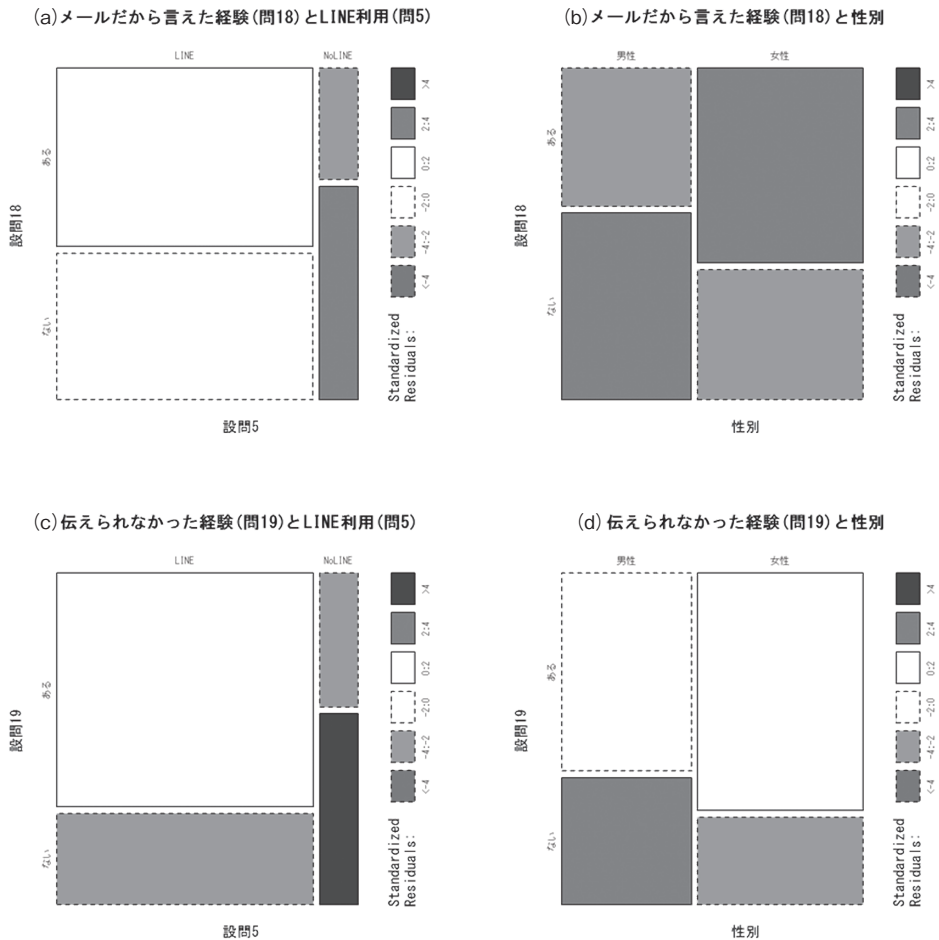 (a)メールだから言えた経験(問18)とLINE利用(問5)
LINE
NoLINE
ある
ない
設問18
設問5
>4
2:4
0:2
-2:0
-4:-2
<-4
Standardized
Residuals:
(b)メールだから言えた経験(問18)と性別
男性
女性
ある
ない
設問18
性別
>4
2:4
0:2
-2:0
-4:-2
<-4
Standardized
Residuals:
(c)伝えられなかった経験(問19)とLINE利用(問5)
LINE
NoLINE
ある
ない
設問19
設問5
>4
2:4
0:2
-2:0
-4:-2
<-4
Standardized
Residuals:
(d)伝えられなかった経験(問19)と性別
男性
女性
ある
ない
設問19
性別
>4
2:4
0:2
-2:0
-4:-2
<-4
Standardized
Residuals: